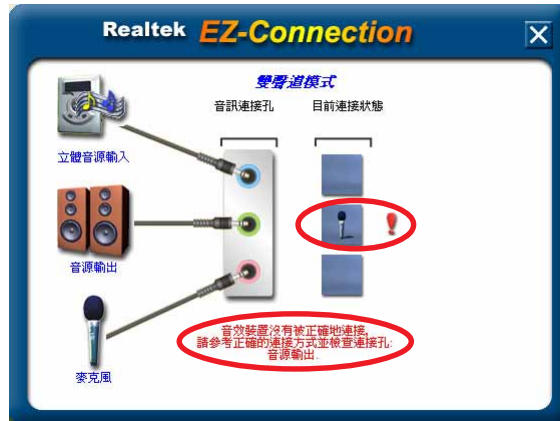 Realtek EZ-Connection
雙聲道模式
音訊連接孔 目前連接狀態
立體音源輸入
音源輸出
麥克風
音效裝置沒有被正確地連接,
請參考正確的連接方式並檢查連接孔:
音源輸出.